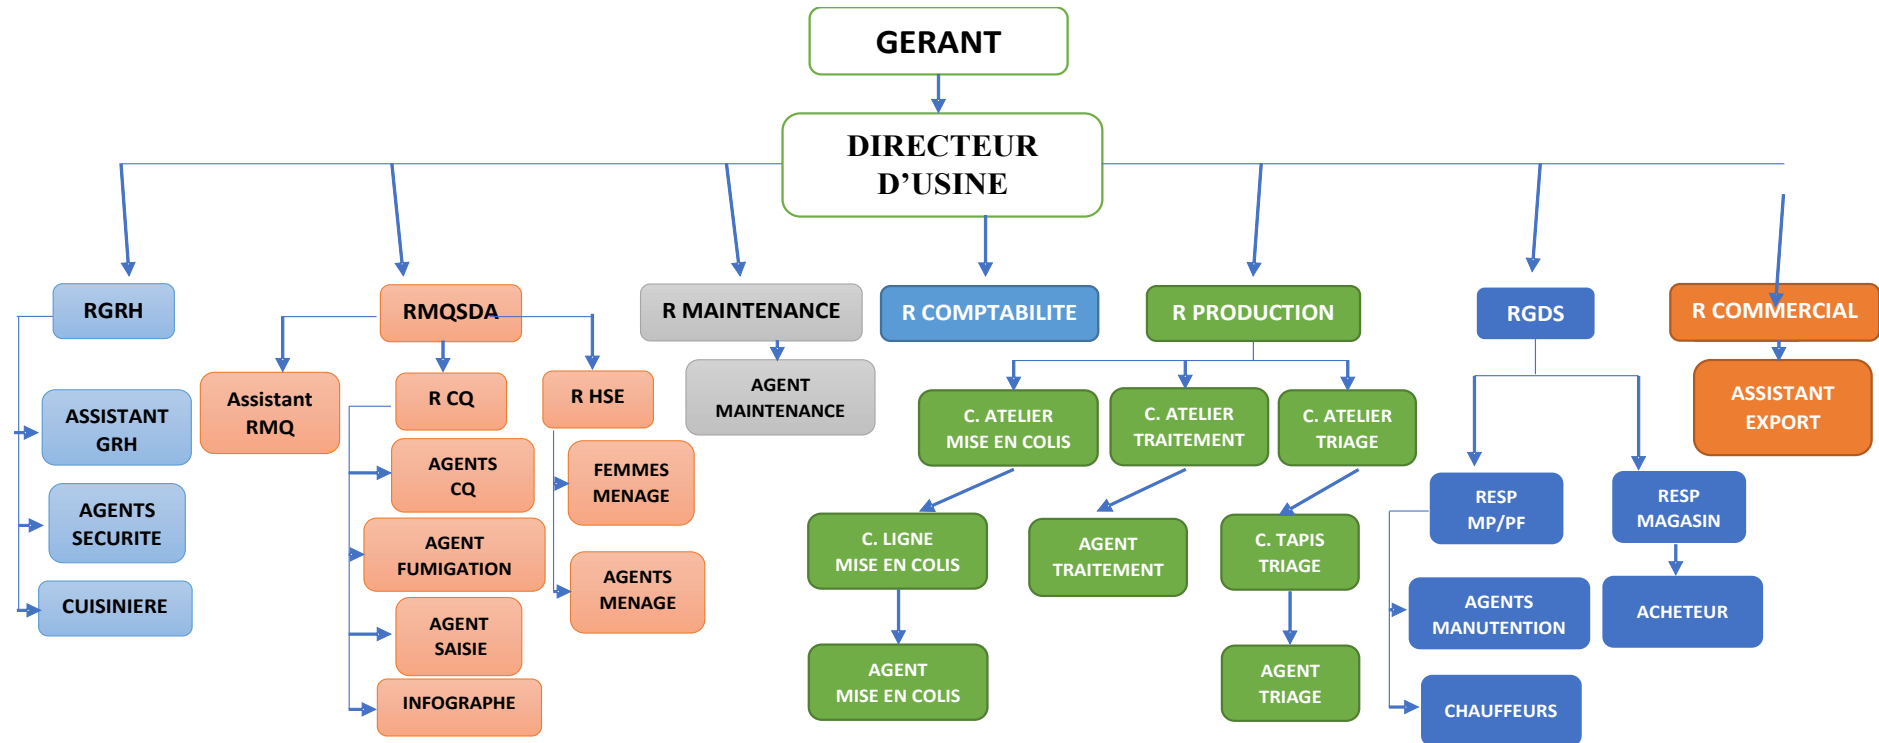 GERANT
DIRECTEUR
D’USINE
RGRH
RMQSDA
R MAINTENANCE
R COMPTABILITE
R PRODUCTION
RGDS
R COMMERCIAL
ASSISTANT
GRH
AGENTS
SECURITE
CUISINIERE
Assistant
RMQ
R CQ
R HSE
AGENTS
CQ
AGENT
FUMIGATION
AGENT
SAISIE
INFOGRAPHE
FEMMES
MENAGE
AGENTS
MENAGE
AGENT
MAINTENANCE
C. ATELIER
MISE EN COLIS
C. ATELIER
TRAITEMENT
C. ATELIER
TRIAGE
C. LIGNE
MISE EN COLIS
AGENT
TRAITEMENT
C. TAPIS
TRIAGE
AGENT
MISE EN COLIS
AGENT
TRIAGE
RESP
MP/PF
RESP
MAGASIN
AGENTS
MANUTENTION
ACHETEUR
CHAUFFEURS
ASSISTANT
EXPORT